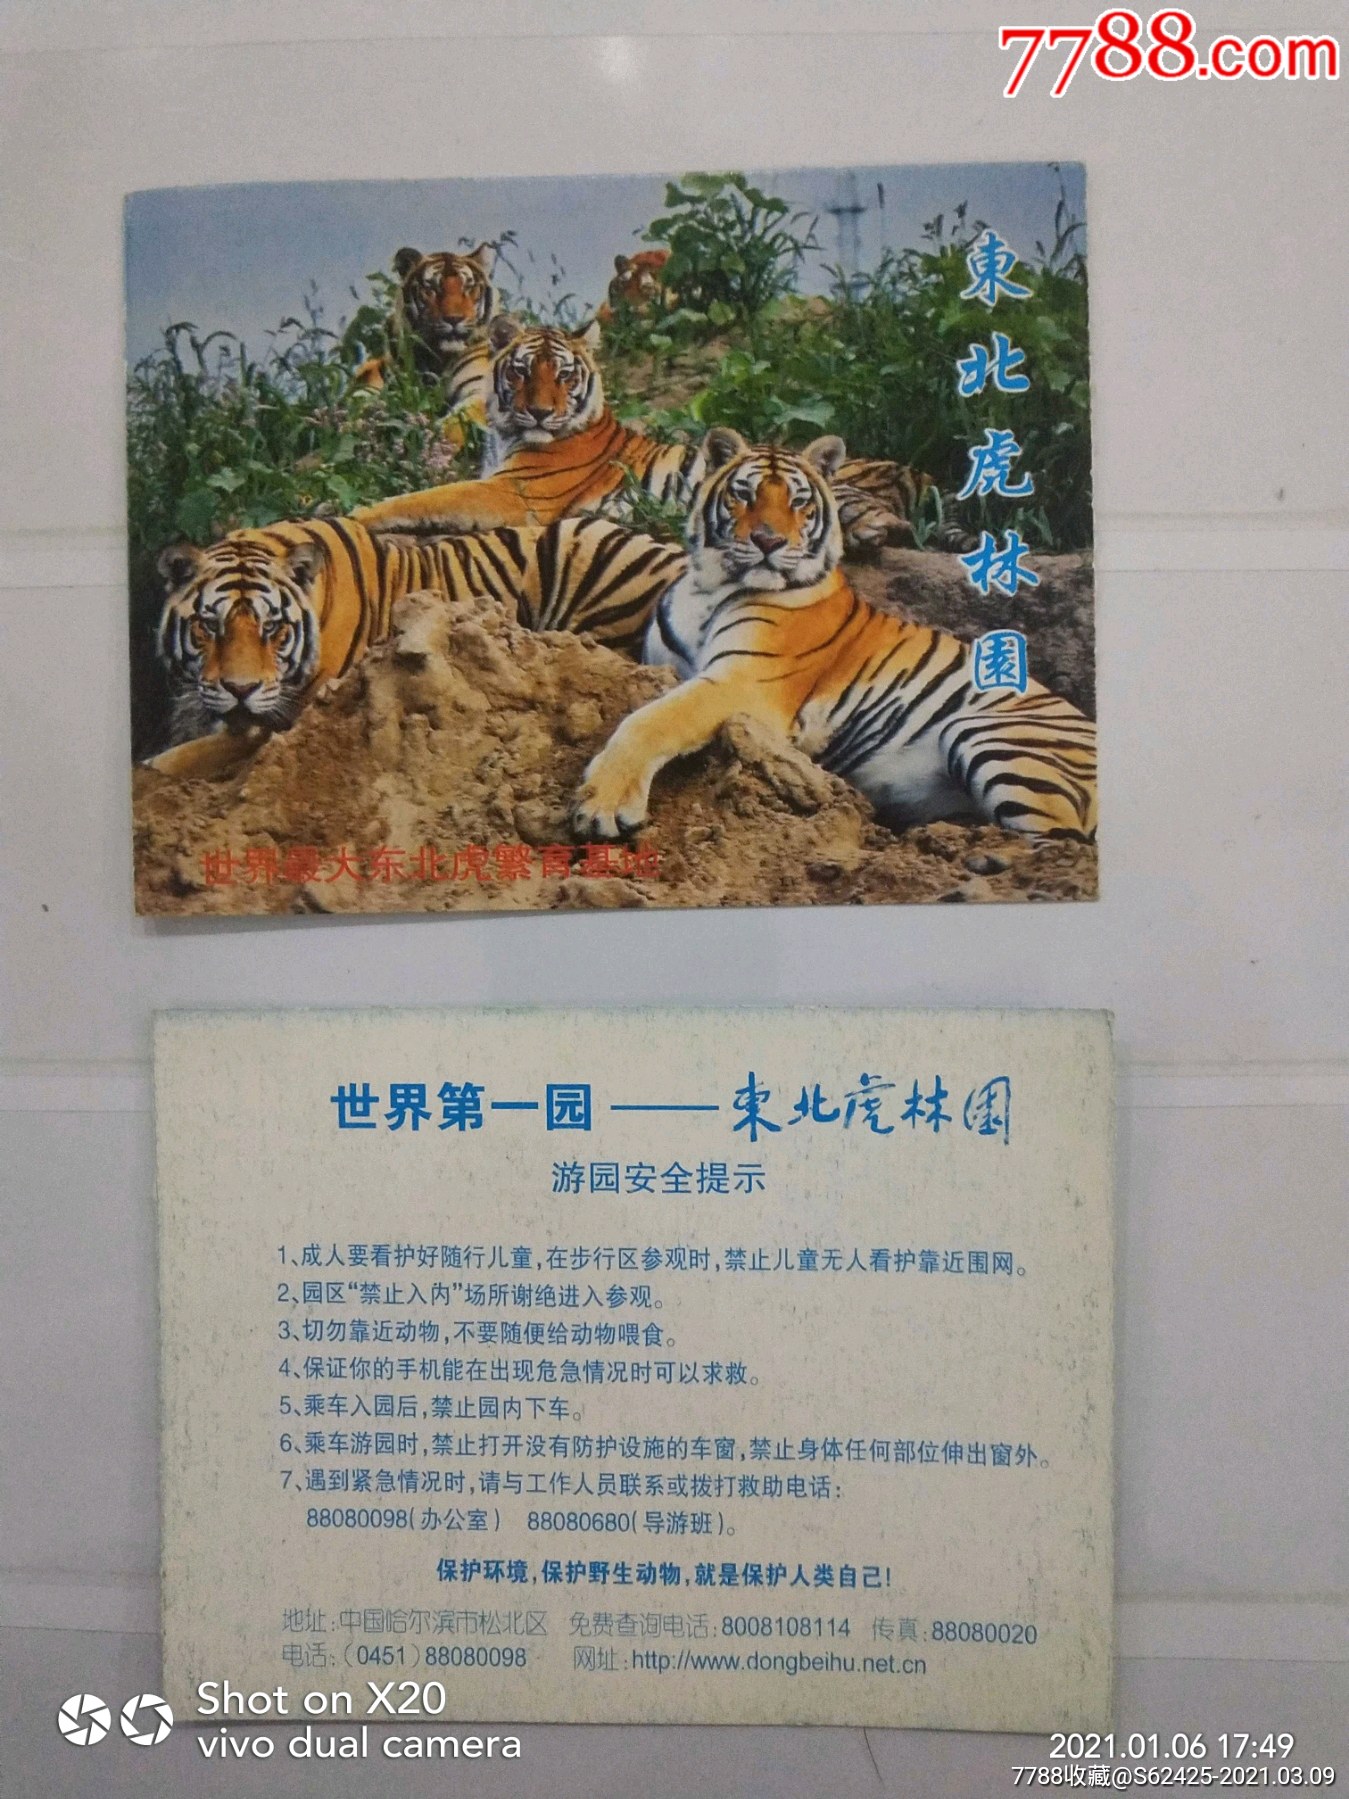 7788.com
東北虎林園
世界最大东北虎繁育基地
世界第一园——東北虎林園
游园安全提示
1、成人要看护好随行儿童,在步行区参观时,禁止儿童无人看护靠近围网。
2、园区“禁止入内”场所谢绝进入参观。
3、切勿靠近动物,不要随便给动物喂食。
4、保证你的手机能在出现危急情况时可以求救。
5、乘车入园后,禁止园内下车。
6、乘车游园时,禁止打开没有防护设施的车窗,禁止身体任何部位伸出窗外。
7、遇到紧急情况时,请与工作人员联系或拨打救助电话:
88080098(办公室) 88080680(导游班)。
保护环境,保护野生动物,就是保护人类自己!
地址:中国哈尔滨市松北区 免费查询电话:8008108114 传真:88080020
电话:(0451)88080098 网址:http://www.dongbeihu.net.cn
Shot on X20
vivo dual camera
2021.01.06 17:49
7788收藏@S62425-2021.03.09